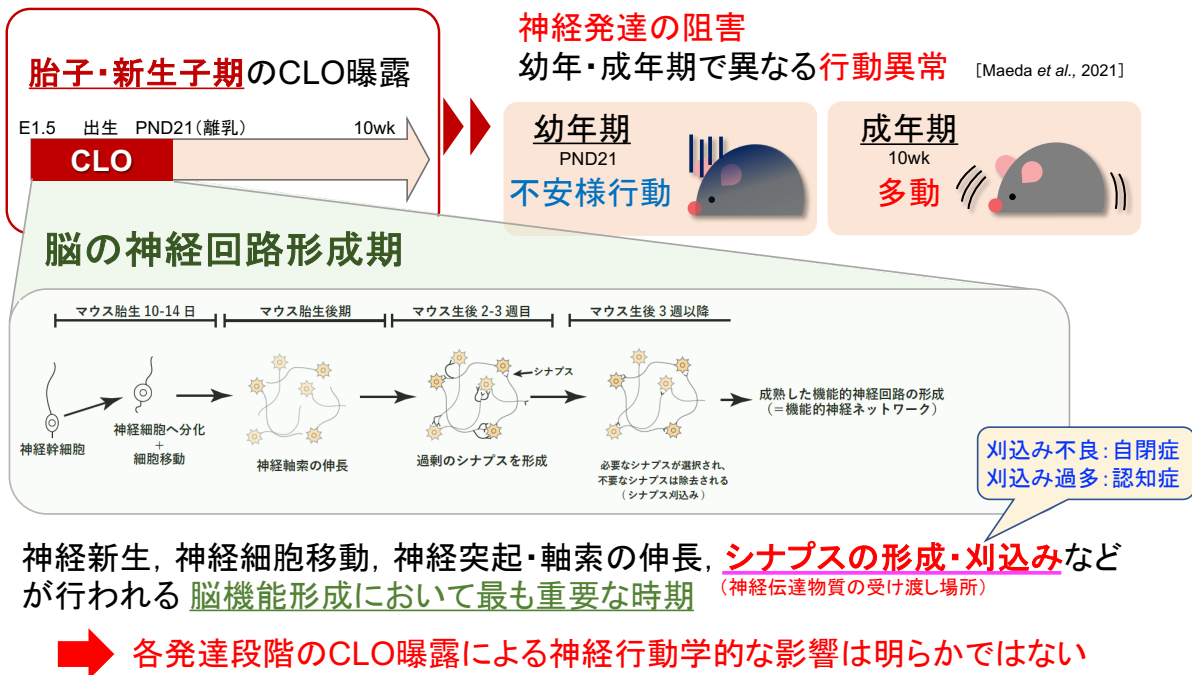 胎子・新生子期のCLO曝露
E1.5 出生 PND21（離乳） 10wk
CLO
神経発達の阻害
幼年・成年期で異なる行動異常 [Maeda et al., 2021]
幼年期
PND21
不安様行動
成年期
10wk
多動
脳の神経回路形成期
マウス胎生 10-14 日
マウス胎生後期
マウス生後 2-3 週目
マウス生後 3 週以降
神経幹細胞
神経細胞へ分化
+
細胞移動
神経軸索の伸長
シナプス
過剰のシナプスを形成
必要なシナプスが選択され、
不要なシナプスは除去される
（シナプス刈込み）
成熟した機能的神経回路の形成
（＝機能的神経ネットワーク）
刈込み不良：自閉症
刈込み過多：認知症
神経新生，神経細胞移動，神経突起・軸索の伸長，シナプスの形成・刈込みなど
が行われる 脳機能形成において最も重要な時期 （神経伝達物質の受け渡し場所）
各発達段階のCLO曝露による神経行動学的な影響は明らかではない